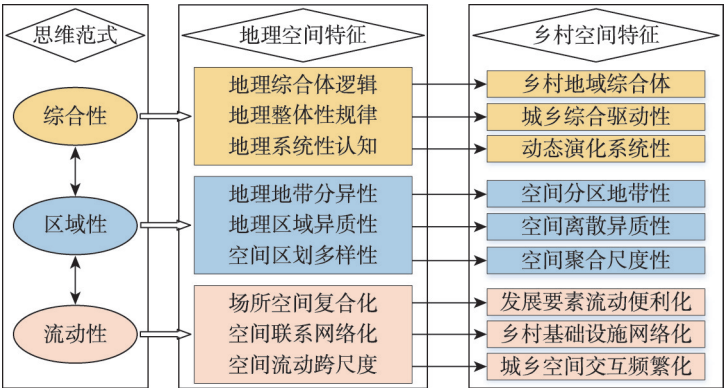 思维范式
地理空间特征
乡村空间特征
综合性
地理综合体逻辑
地理整体性规律
地理系统性认知
乡村地域综合体
城乡综合驱动性
动态演化系统性
区域性
地理地带分异性
地理区域异质性
空间区划多样性
空间分区地带性
空间离散异质性
空间聚合尺度性
流动性
场所空间复合化
空间联系网络化
空间流动跨尺度
发展要素流动便利化
乡村基础设施网络化
城乡空间交互频繁化